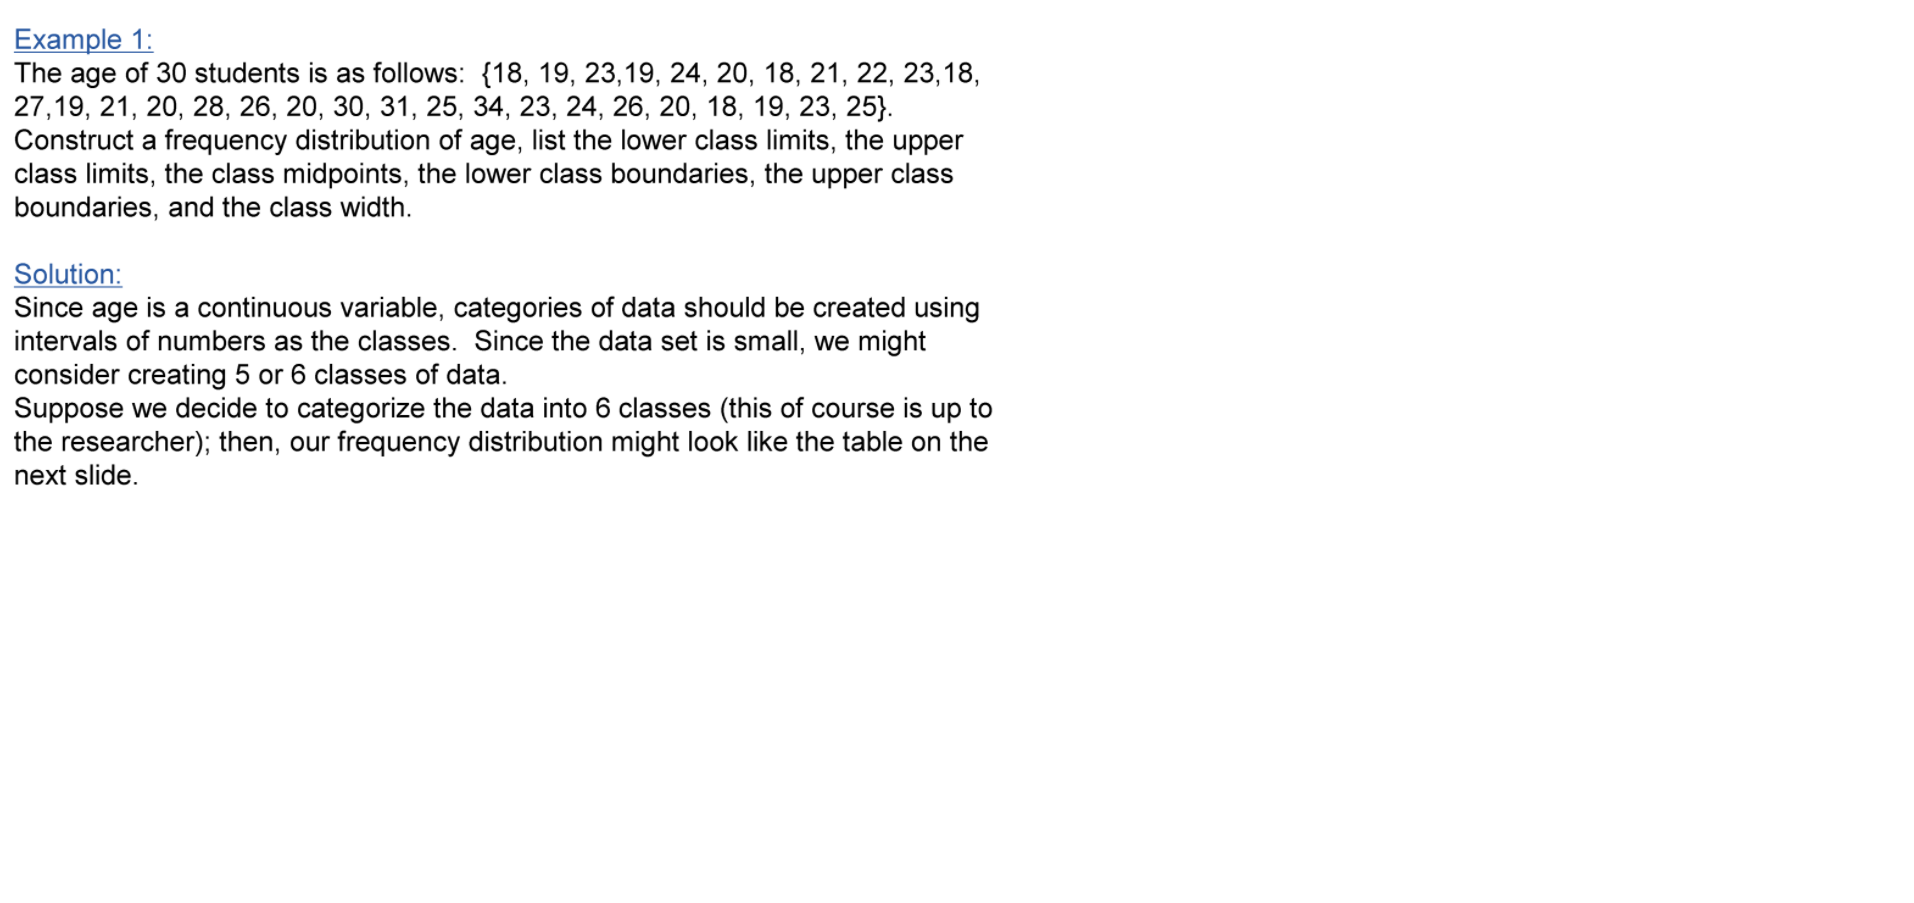 Example 1:
The age of 30 students is as follows:  {18, 19, 23,19, 24, 20, 18, 21, 22, 23,18,
27,19, 21, 20, 28, 26, 20, 30, 31, 25, 34, 23, 24, 26, 20, 18, 19, 23, 25}.
Construct a frequency distribution of age, list the lower class limits, the upper
class limits, the class midpoints, the lower class boundaries, the upper class
boundaries, and the class width.
Solution:
Since age is a continuous variable, categories of data should be created using
intervals of numbers as the classes.  Since the data set is small, we might
consider creating 5 or 6 classes of data.
Suppose we decide to categorize the data into 6 classes (this of course is up to
the researcher); then, our frequency distribution might look like the table on the
next slide.